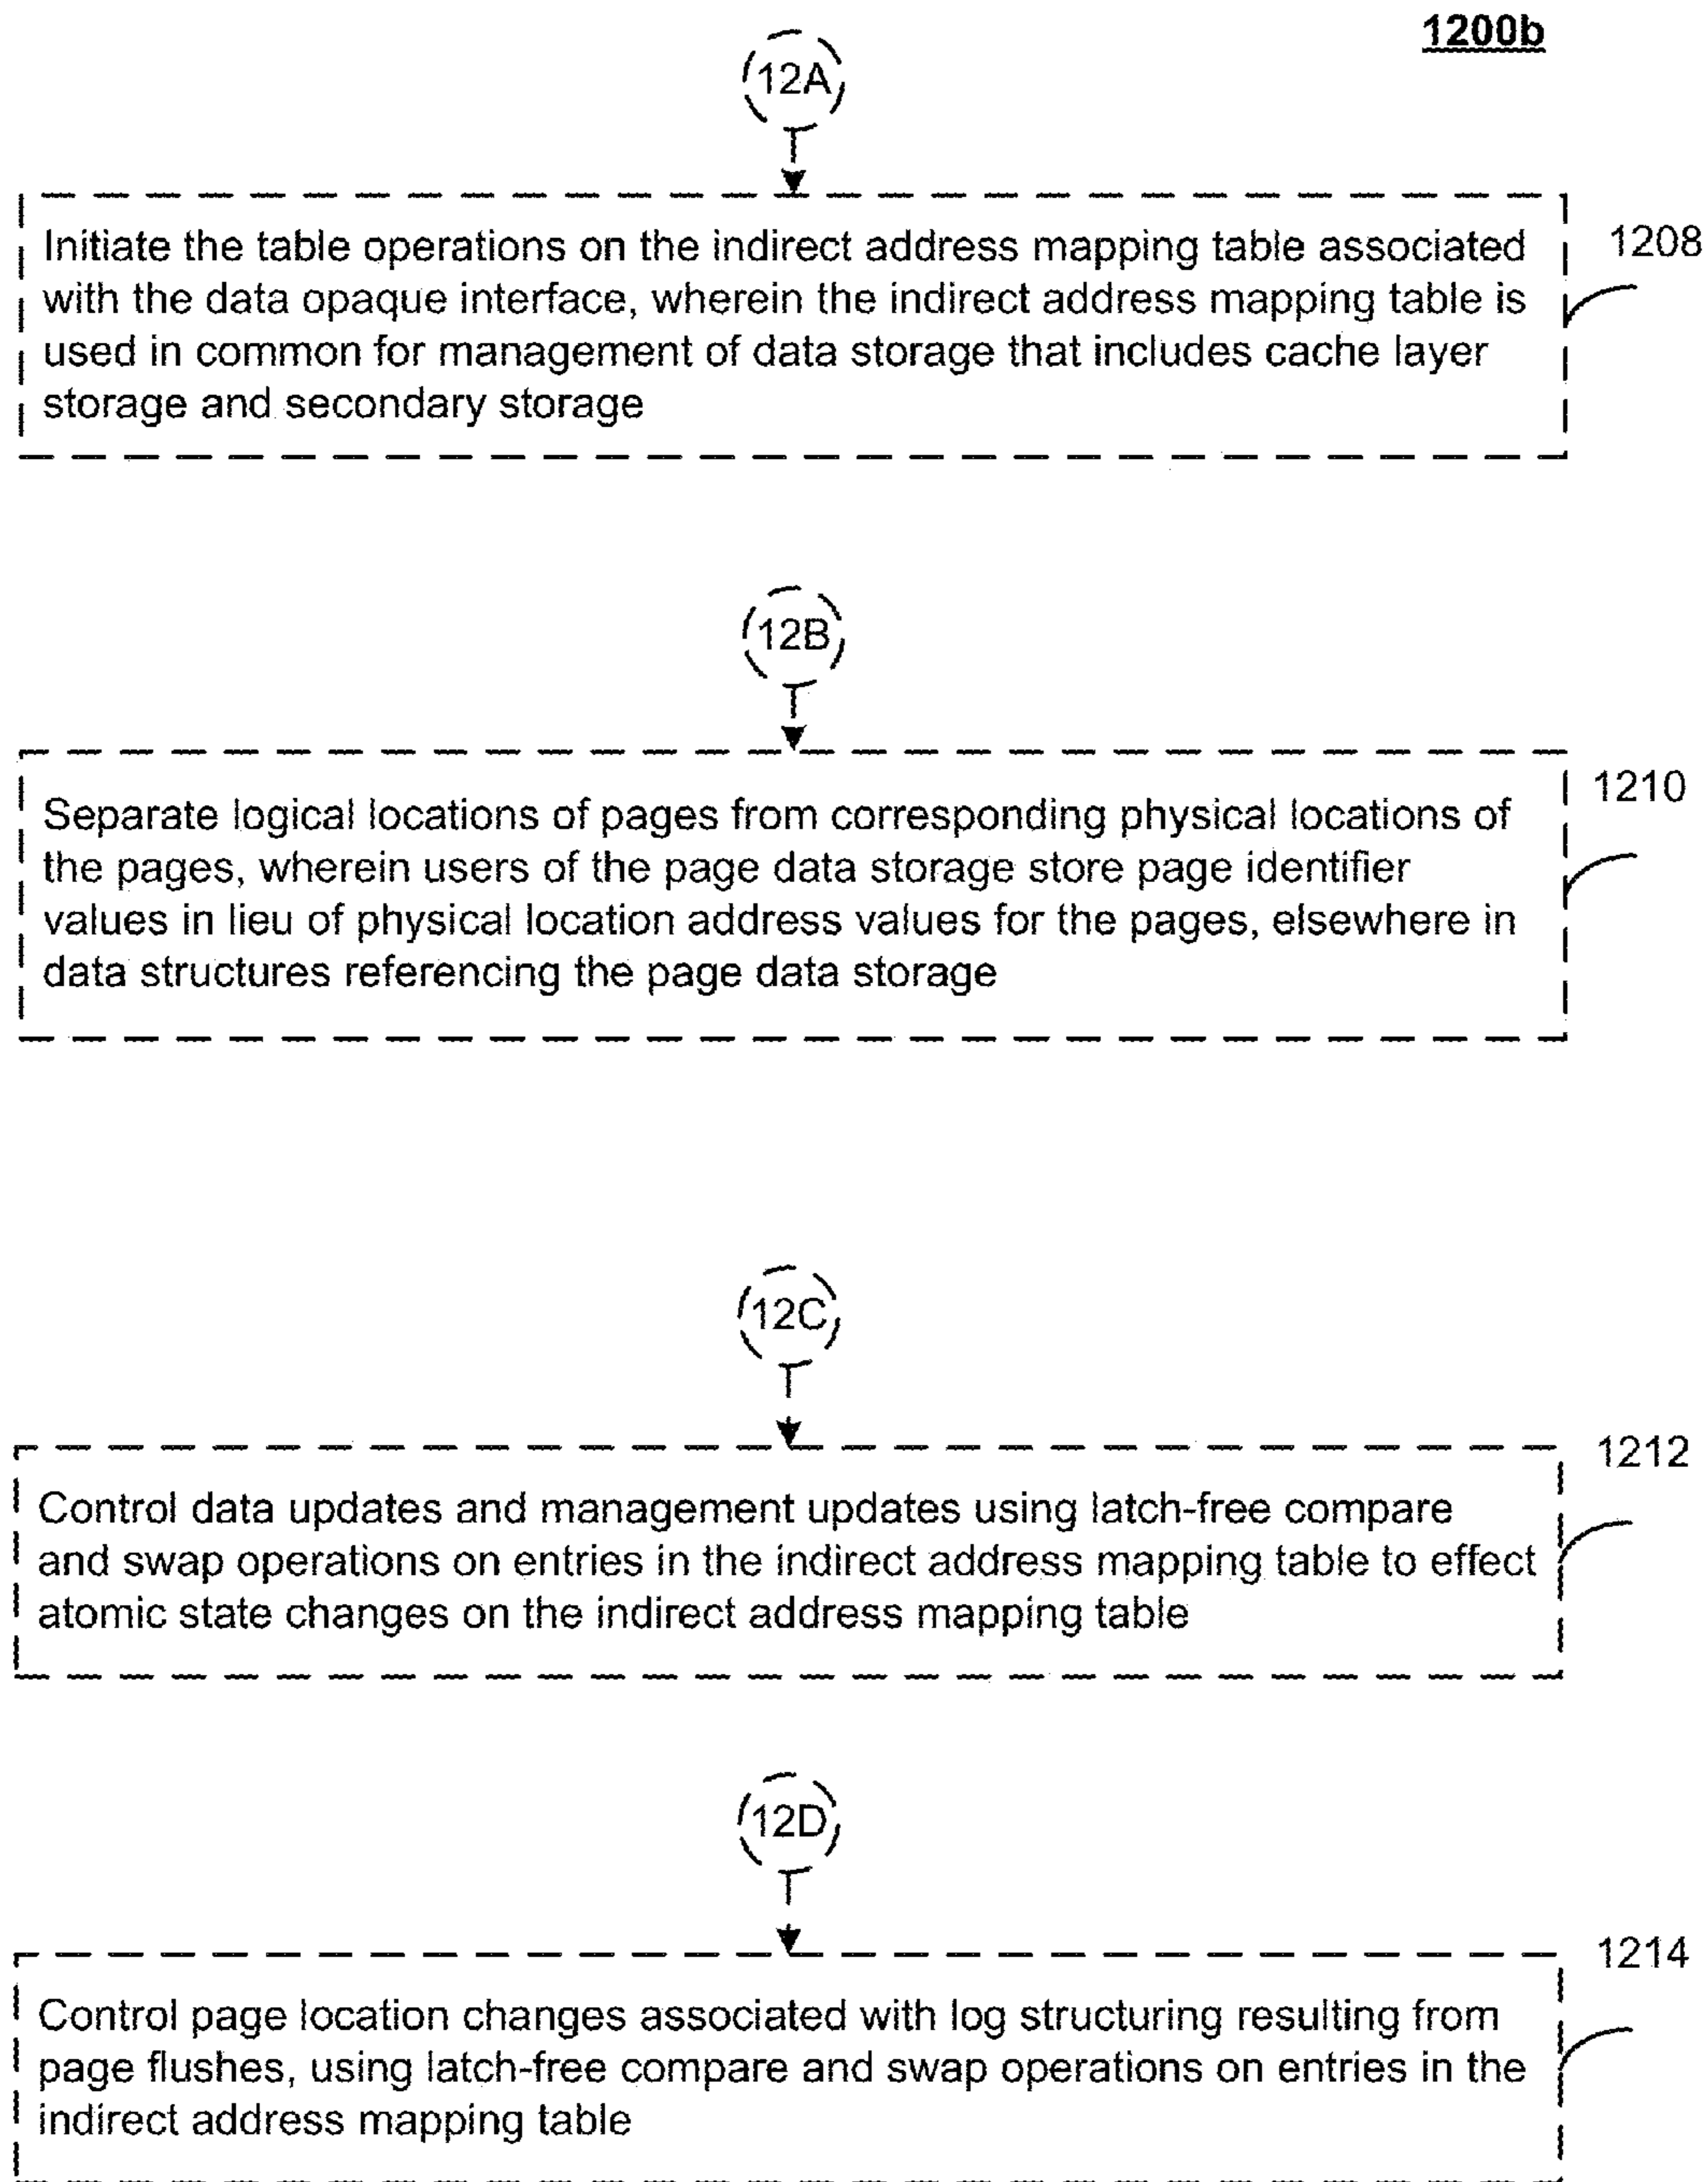 1200b
12A
Initiate the table operations on the indirect address mapping table associated
with the data opaque interface, wherein the indirect address mapping table is
used in common for management of data storage that includes cache layer
storage and secondary storage
1208
12B
Separate logical locations of pages from corresponding physical locations of
the pages, wherein users of the page data storage store page identifier
values in lieu of physical location address values for the pages, elsewhere in
data structures referencing the page data storage
1210
12C
Control data updates and management updates using latch-free compare
and swap operations on entries in the indirect address mapping table to effect
atomic state changes on the indirect address mapping table
1212
12D
Control page location changes associated with log structuring resulting from
page flushes, using latch-free compare and swap operations on entries in the
indirect address mapping table
1214